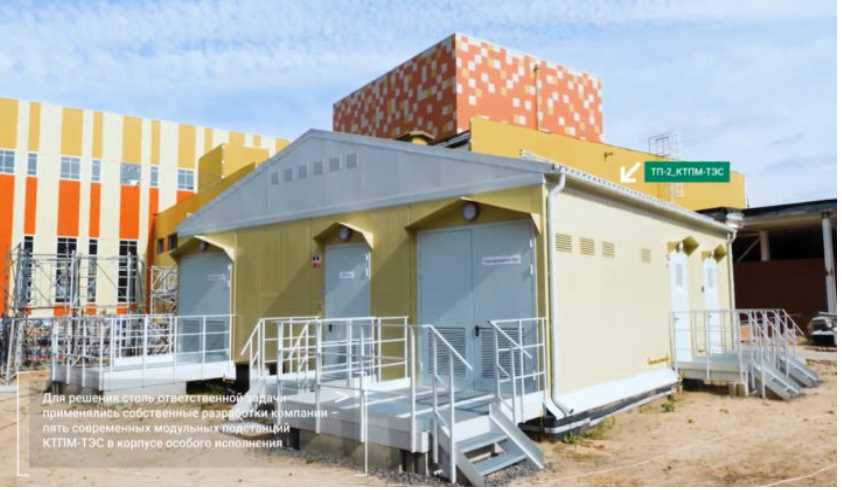 ТП-2_КТПМ-ТЭС
Для решения столь ответственной задачи
применялись собственные разработки компании –
пять современных модульных подстанций
КТПМ-ТЭС в корпусе особого исполнения